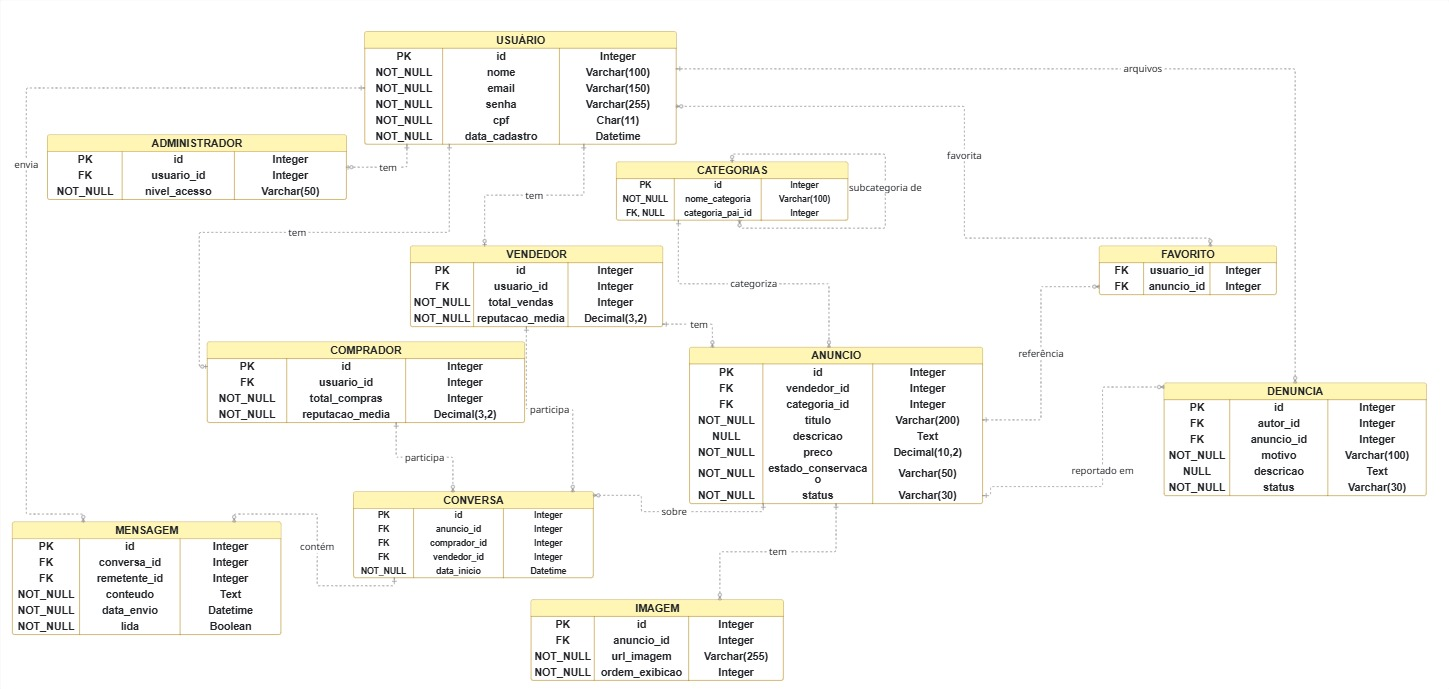 USUÁRIO
PK id Integer
NOT_NULL nome Varchar(100)
NOT_NULL email Varchar(150)
NOT_NULL senha Varchar(255)
NOT_NULL cpf Char(11)
NOT_NULL data_cadastro Datetime
arquivos
envia
ADMINISTRADOR
PK id Integer
FK usuario_id Integer
NOT_NULL nivel_acesso Varchar(50)
tem
favorita
CATEGORIAS
PK id Integer
NOT_NULL nome_categoria Varchar(100)
FK, NULL categoria_pai_id Integer
subcategoria de
tem
tem
VENDEDOR
PK id Integer
FK usuario_id Integer
NOT_NULL total_vendas Integer
NOT_NULL reputacao_media Decimal(3,2)
FAVORITO
FK usuario_id Integer
FK anuncio_id Integer
categoriza
tem
COMPRADOR
PK id Integer
FK usuario_id Integer
NOT_NULL total_compras Integer
NOT_NULL reputacao_media Decimal(3,2)
referência
ANUNCIO
PK id Integer
FK vendedor_id Integer
FK categoria_id Integer
NOT_NULL titulo Varchar(200)
NULL descricao Text
NOT_NULL preco Decimal(10,2)
NOT_NULL estado_conservaca
o Varchar(50)
NOT_NULL status Varchar(30)
DENUNCIA
PK id Integer
FK autor_id Integer
FK anuncio_id Integer
NOT_NULL motivo Varchar(100)
NULL descricao Text
NOT_NULL status Varchar(30)
participa
participa
reportado em
CONVERSA
PK id Integer
FK anuncio_id Integer
FK comprador_id Integer
FK vendedor_id Integer
NOT_NULL data_inicio Datetime
sobre
MENSAGEM
PK id Integer
FK conversa_id Integer
FK remetente_id Integer
NOT_NULL conteudo Text
NOT_NULL data_envio Datetime
NOT_NULL lida Boolean
contém
tem
IMAGEM
PK id Integer
FK anuncio_id Integer
NOT_NULL url_imagem Varchar(255)
NOT_NULL ordem_exibicao Integer